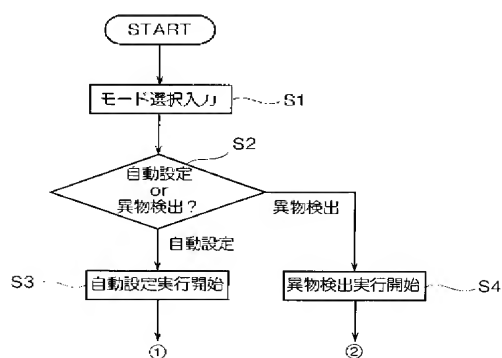 START
モード選択入力
S1
S2
自動設定
or
異物検出?
異物検出
自動設定
S3
自動設定実行開始
異物検出実行開始
S4
①
②